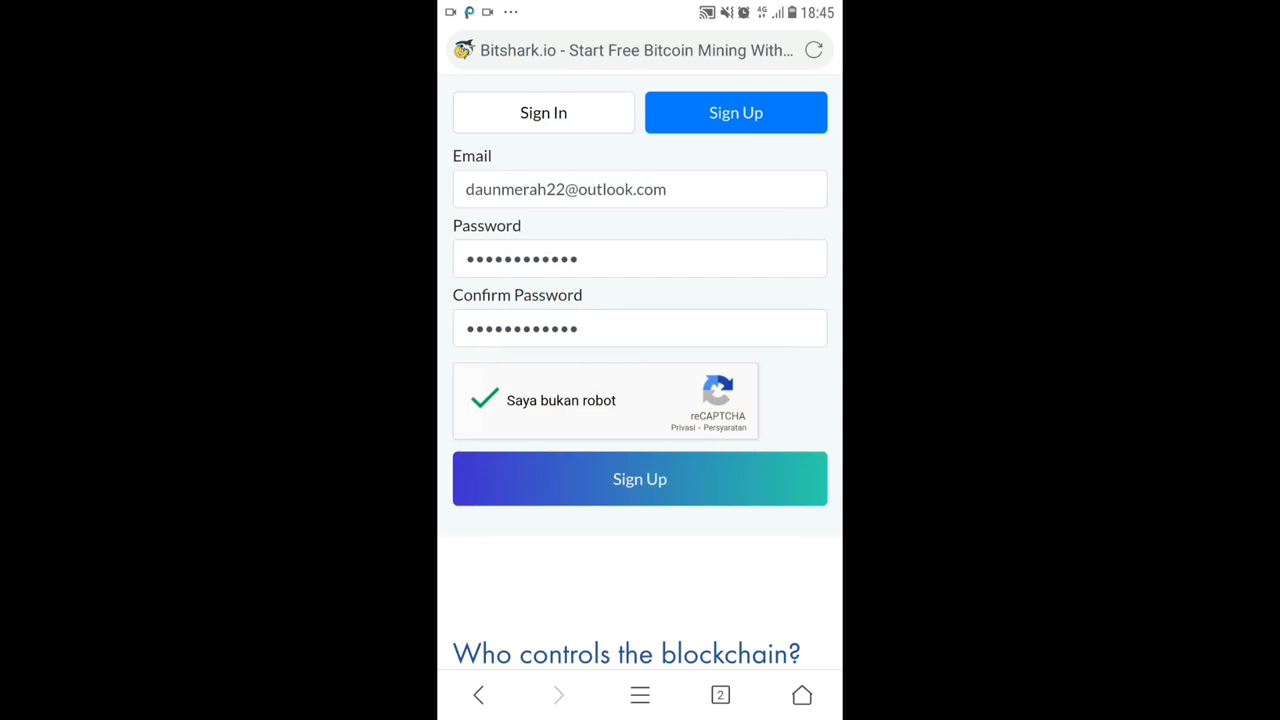 4G 18:45
Bitshark.io - Start Free Bitcoin Mining With...
Sign In Sign Up
Email
daunmerah22@outlook.com
Password
••••••••••••
Confirm Password
••••••••••••
Saya bukan robot
reCAPTCHA
Privasi - Persyaratan
Sign Up
Who controls the blockchain?
2